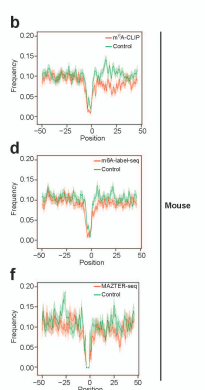 b
0.20
m⁶A-CLIP
Control
0.15
0.10
0.05
0.00
Frequency
−50 −25 0 25 50
Position
d
0.20
m6A-label-seq
Control
0.15
0.10
0.05
0.00
Frequency
−50 −25 0 25 50
Position
Mouse
f
0.20
MAZTER-seq
Control
0.15
0.10
0.05
0.00
Frequency
−50 −25 0 25 50
Position